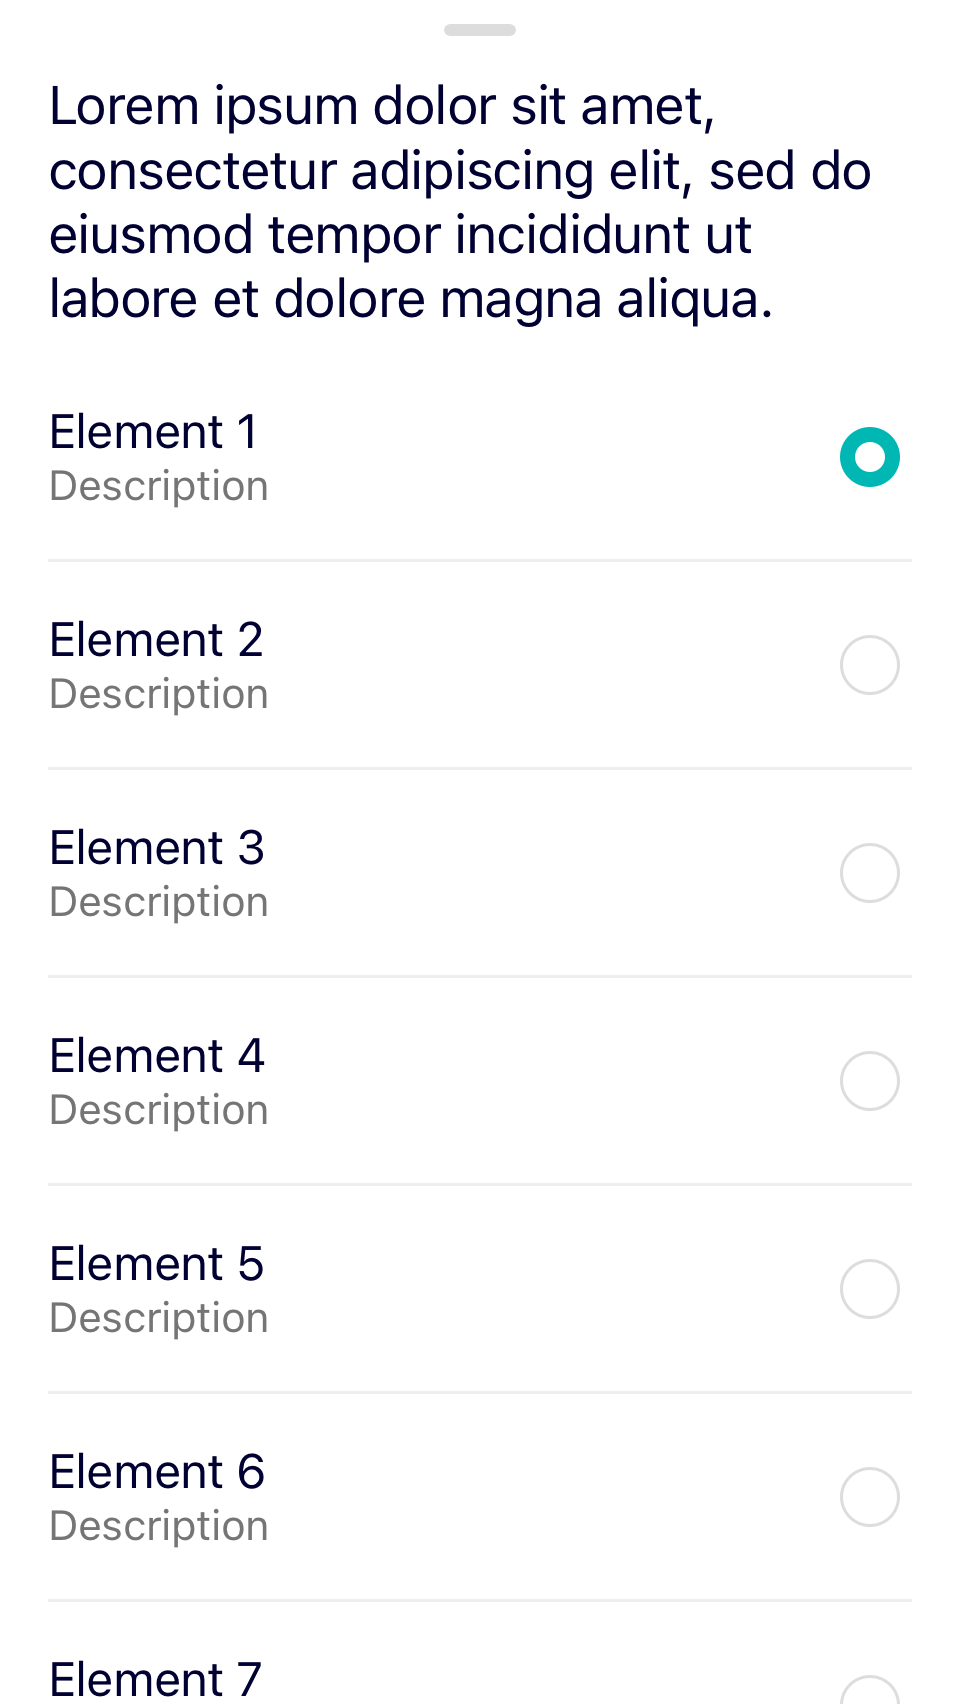 Lorem ipsum dolor sit amet,
consectetur adipiscing elit, sed do
eiusmod tempor incididunt ut
labore et dolore magna aliqua.
Element 1
Description
Element 2
Description
Element 3
Description
Element 4
Description
Element 5
Description
Element 6
Description
Element 7